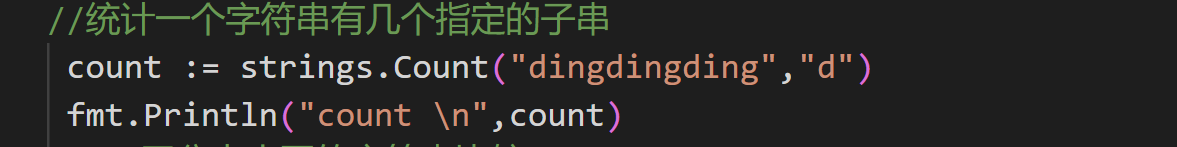 //统计一个字符串有几个指定的子串
count := strings.Count("dingdingding","d")
fmt.Println("count \n",count)